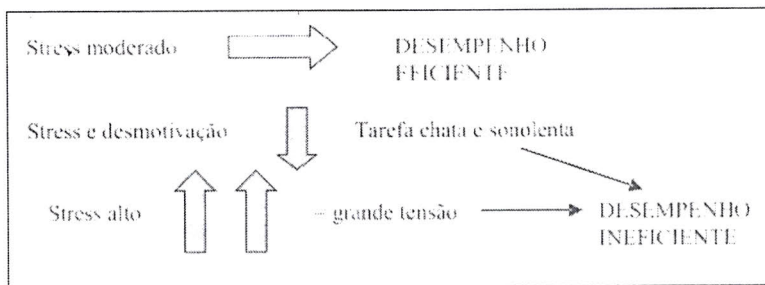 Stress moderado DESEMPENHO
EFICIENTE
Stress e desmotivação Tarefa chata e sonolenta
Stress alto – grande tensão DESEMPENHO
INEFICIENTE